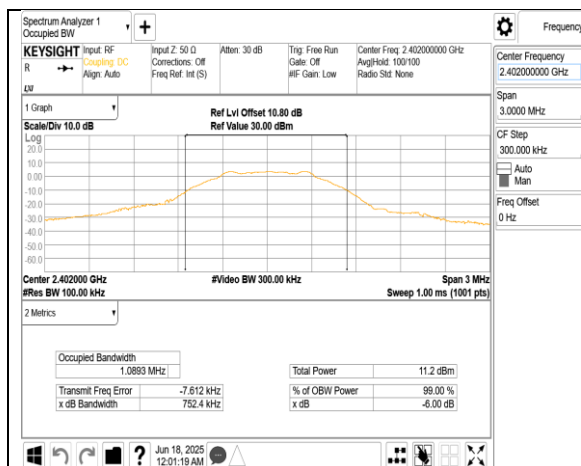 Spectrum Analyzer 1
Occupied BW
Frequency
KEYSIGHT
R
Input: RF
Coupling: DC
Align: Auto
Input Z: 50 Ω
Corrections: Off
Freq Ref: Int (S)
Atten: 30 dB
Trig: Free Run
Gate: Off
#IF Gain: Low
Center Freq: 2.402000000 GHz
Avg|Hold: 100/100
Radio Std: None
Center Frequency
2.402000000 GHz
Span
3.0000 MHz
CF Step
300.000 kHz
Auto
Man
Freq Offset
0 Hz
1 Graph
Scale/Div 10.0 dB
Ref Lvl Offset 10.80 dB
Ref Value 30.00 dBm
Log
20.0
10.0
0.00
-10.0
-20.0
-30.0
-40.0
-50.0
-60.0
Center 2.402000 GHz
#Video BW 300.00 kHz
Span 3 MHz
#Res BW 100.00 kHz
Sweep 1.00 ms (1001 pts)
2 Metrics
Occupied Bandwidth
1.0893 MHz
Total Power 11.2 dBm
Transmit Freq Error -7.612 kHz
% of OBW Power 99.00 %
x dB Bandwidth 752.4 kHz
x dB -6.00 dB
Jun 18, 2025
12:01:19 AM